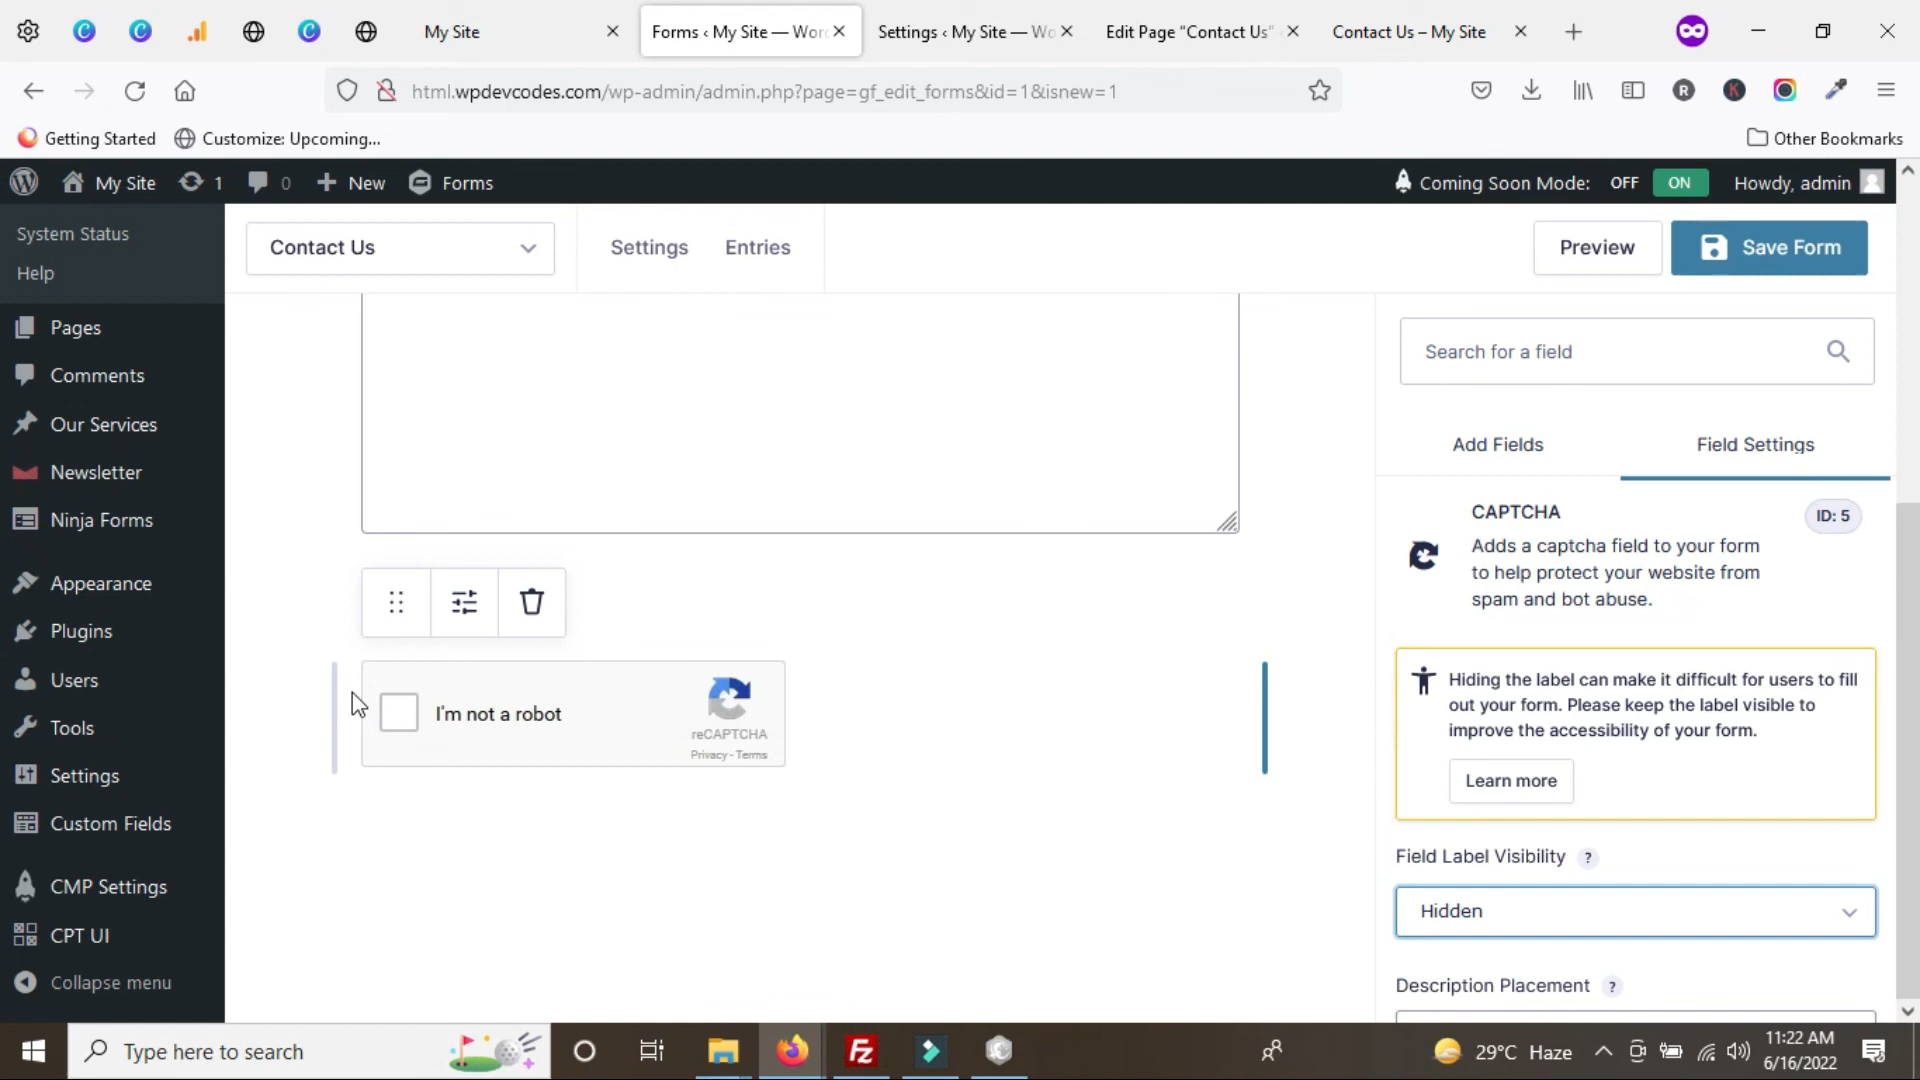 My Site
Forms ‹ My Site — Wor
Settings ‹ My Site — Wo
Edit Page “Contact Us”
Contact Us – My Site
html.wpdevcodes.com/wp-admin/admin.php?page=gf_edit_forms&id=1&isnew=1
R
K
Getting Started
Customize: Upcoming...
Other Bookmarks
My Site
1
0
New
Forms
Coming Soon Mode:
OFF
ON
Howdy, admin
System Status
Help
Pages
Comments
Our Services
Newsletter
Ninja Forms
Appearance
Plugins
Users
Tools
Settings
Custom Fields
CMP Settings
CPT UI
Collapse menu
Contact Us
Settings
Entries
Preview
Save Form
I'm not a robot
reCAPTCHA
Privacy - Terms
Search for a field
Add Fields
Field Settings
CAPTCHA
ID: 5
Adds a captcha field to your form
to help protect your website from
spam and bot abuse.
Hiding the label can make it difficult for users to fill
out your form. Please keep the label visible to
improve the accessibility of your form.
Learn more
Field Label Visibility ?
Hidden
Description Placement ?
Type here to search
Fz
29°C Haze
11:22 AM
6/16/2022